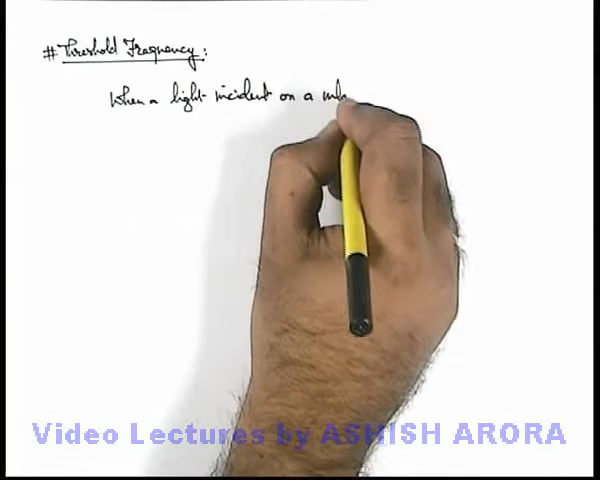 # Threshold Frequency :
When a light incident on a
Video Lectures by ASHISH ARORA